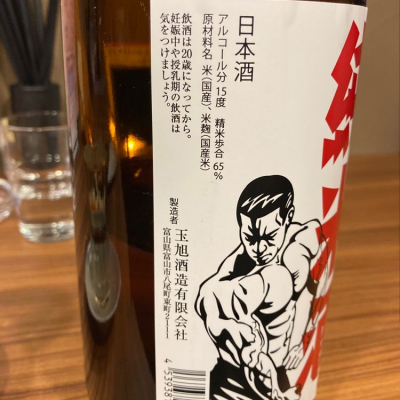 日本酒
アルコール分 15度 精米歩合 65%
原材料名 米(国産)、米麹(国産米)
飲酒は20歳になってから。
妊娠中や授乳期の飲酒は
気をつけましょう。
製造者
玉旭酒造有限会社
富山県富山市八尾町東町2111